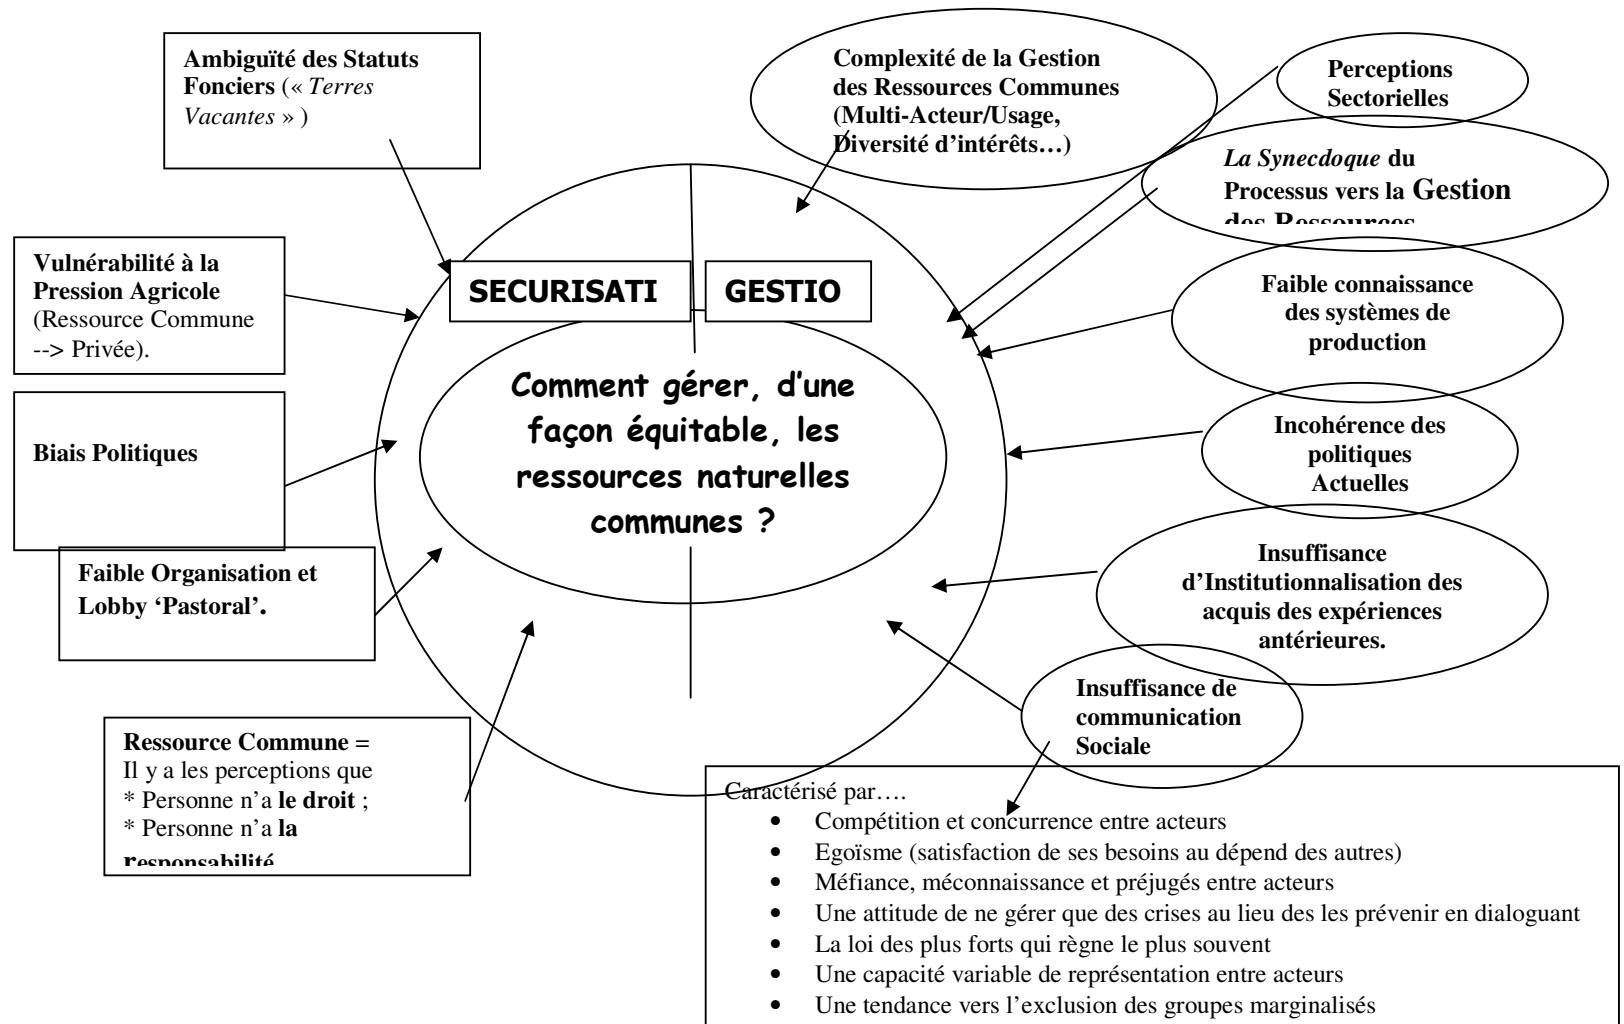 Ambiguïté des Statuts
Fonciers (« Terres
Vacantes » )
Complexité de la Gestion
des Ressources Communes
(Multi-Acteur/Usage,
Diversité d'intérêts…)
Perceptions
Sectorielles
La Synecdoque du
Processus vers la Gestion
des Ressources
Vulnérabilité à la
Pression Agricole
(Ressource Commune
--> Privée).
SECURISATI
GESTIO
Faible connaissance
des systèmes de
production
Comment gérer, d'une
façon équitable, les
ressources naturelles
communes ?
Biais Politiques
Incohérence des
politiques
Actuelles
Faible Organisation et
Lobby ‘Pastoral’.
Insuffisance
d'Institutionnalisation des
acquis des expériences
antérieures.
Insuffisance de
communication
Sociale
Ressource Commune =
Il y a les perceptions que
* Personne n'a le droit ;
* Personne n'a la
responsabilité
Caractérisé par….
• Compétition et concurrence entre acteurs
• Egoïsme (satisfaction de ses besoins au dépend des autres)
• Méfiance, méconnaissance et préjugés entre acteurs
• Une attitude de ne gérer que des crises au lieu des les prévenir en dialoguant
• La loi des plus forts qui règne le plus souvent
• Une capacité variable de représentation entre acteurs
• Une tendance vers l'exclusion des groupes marginalisés